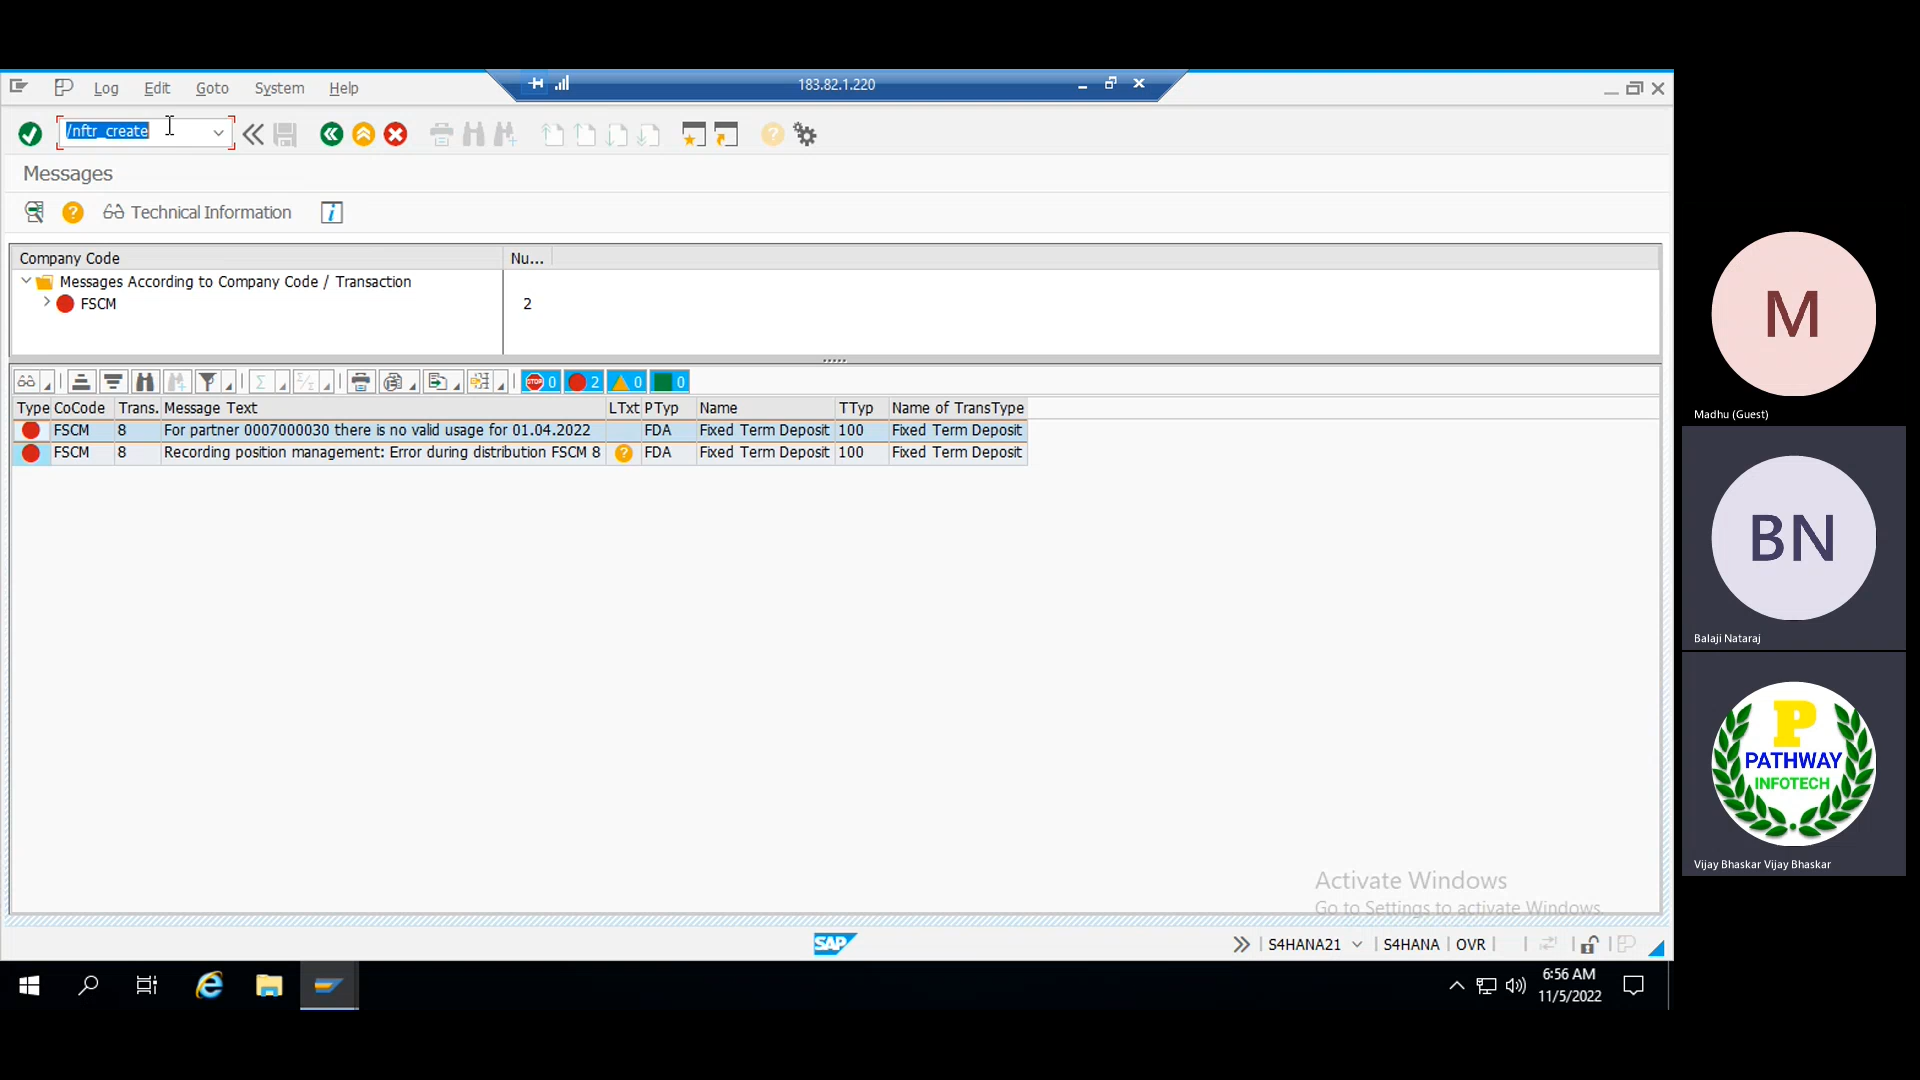 Log Edit Goto System Help
183.82.1.220
/nftr_create
Messages
Technical Information
Company Code Nu...
Messages According to Company Code / Transaction
FSCM 2
STOP 0 2 0 0
Type CoCode Trans. Message Text LTxt PTyp Name TTyp Name of TransType
FSCM 8 For partner 0007000030 there is no valid usage for 01.04.2022 FDA Fixed Term Deposit 100 Fixed Term Deposit
FSCM 8 Recording position management: Error during distribution FSCM 8 FDA Fixed Term Deposit 100 Fixed Term Deposit
Activate Windows
Go to Settings to activate Windows.
SAP
S4HANA21 S4HANA OVR
6:56 AM
11/5/2022
M
Madhu (Guest)
BN
Balaji Nataraj
P
PATHWAY
INFOTECH
Vijay Bhaskar Vijay Bhaskar